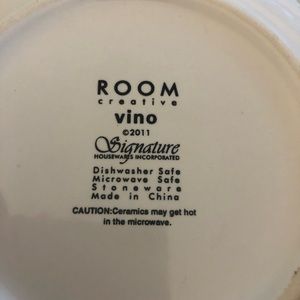 ROOM
creative
vino
©2011
Signature
HOUSEWARES INCORPORATED
Dishwasher Safe
Microwave Safe
Stoneware
Made in China
CAUTION:Ceramics may get hot
in the microwave.